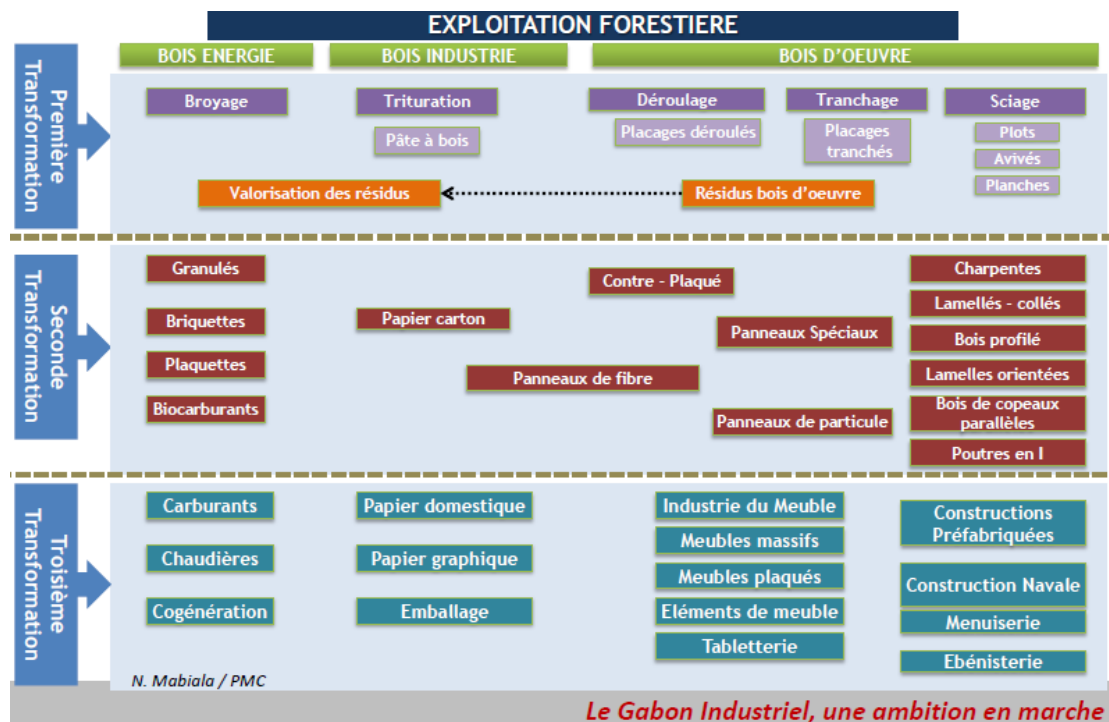 EXPLOITATION FORESTIERE
BOIS ENERGIE
BOIS INDUSTRIE
BOIS D'OEUVRE
Première
Transformation
Broyage
Trituration
Déroulage
Tranchage
Sciage
Pâte à bois
Placages déroulés
Placages
tranchés
Plots
Avivés
Planches
Valorisation des résidus
Résidus bois d'oeuvre
Seconde
Transformation
Granulés
Briquettes
Plaquettes
Biocarburants
Papier carton
Contre - Plaqué
Panneaux Spéciaux
Panneaux de fibre
Panneaux de particule
Charpentes
Lamellés - collés
Bois profilé
Lamelles orientées
Bois de copeaux
parallèles
Poutres en I
Troisième
Transformation
Carburants
Chaudières
Cogénération
Papier domestique
Papier graphique
Emballage
Industrie du Meuble
Meubles massifs
Meubles plaqués
Eléments de meuble
Tabletterie
Constructions
Préfabriquées
Construction Navale
Menuiserie
Ebénisterie
N. Mabiala / PMC
Le Gabon Industriel, une ambition en marche